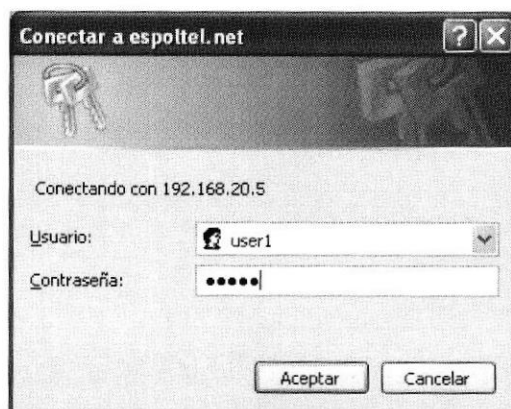 Conectar a espoltel.net
Conectando con 192.168.20.5
Usuario: user1
Contraseña: •••••
Aceptar Cancelar